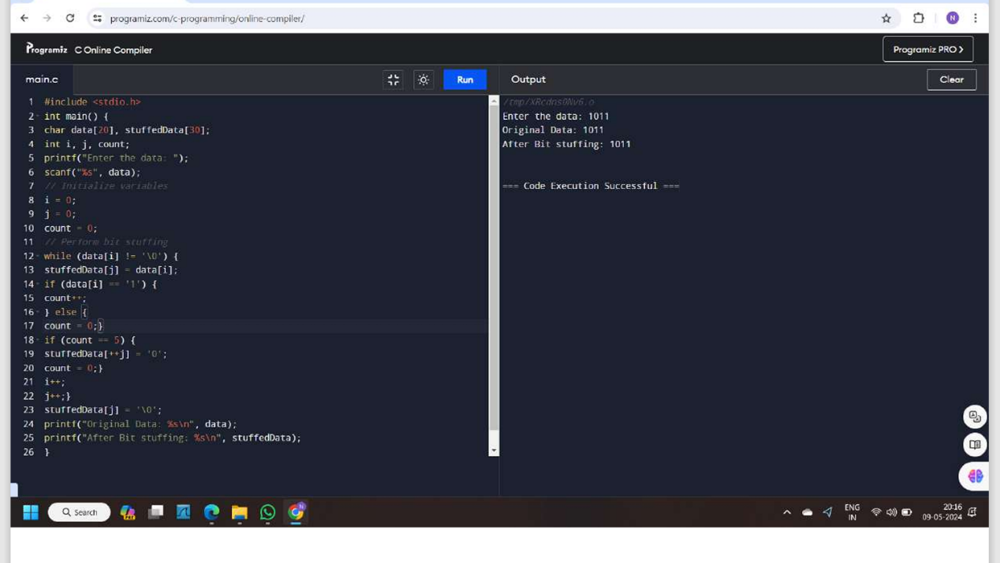 programiz.com/c-programming/online-compiler/
N
Programiz C Online Compiler
Programiz PRO >
main.c
Run
Output
Clear
1 #include <stdio.h>
2 int main() {
3 char data[20], stuffedData[30];
4 int i, j, count;
5 printf("Enter the data: ");
6 scanf("%s", data);
7 // Initialize variables
8 i = 0;
9 j = 0;
10 count = 0;
11 // Perform bit stuffing
12 while (data[i] != '\0') {
13 stuffedData[j] = data[i];
14 if (data[i] == '1') {
15 count++;
16 } else {
17 count = 0;}
18 if (count == 5) {
19 stuffedData[++j] = '0';
20 count = 0;}
21 i++;
22 j++;}
23 stuffedData[j] = '\0';
24 printf("Original Data: %s\n", data);
25 printf("After Bit stuffing: %s\n", stuffedData);
26 }
/tmp/XRcdns0Nv6.o
Enter the data: 1011
Original Data: 1011
After Bit stuffing: 1011
=== Code Execution Successful ===
Search
ENG
IN
20:16
09-05-2024